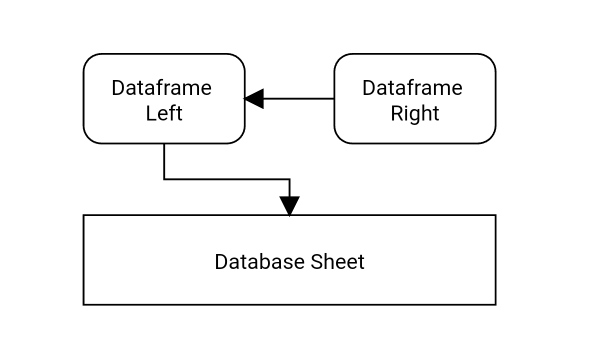 Dataframe
Left
Dataframe
Right
Database Sheet